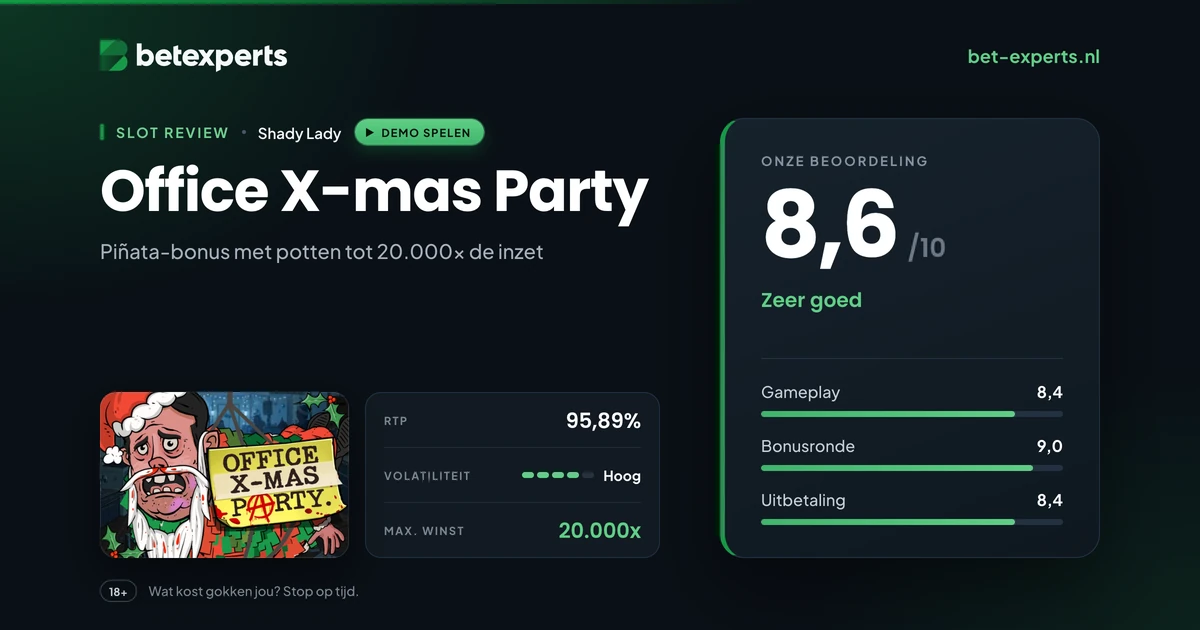 betexperts
bet-experts.nl
SLOT REVIEW • Shady Lady ▶ DEMO SPELEN
Office X-mas Party
Piñata-bonus met potten tot 20.000× de inzet
ONZE BEOORDELING
8,6 /10
Zeer goed
Gameplay 8,4
Bonusronde 9,0
Uitbetaling 8,4
OFFICE
X-MAS
PARTY.
RTP 95,89%
VOLATILITEIT Hoog
MAX. WINST 20.000x
18+ Wat kost gokken jou? Stop op tijd.